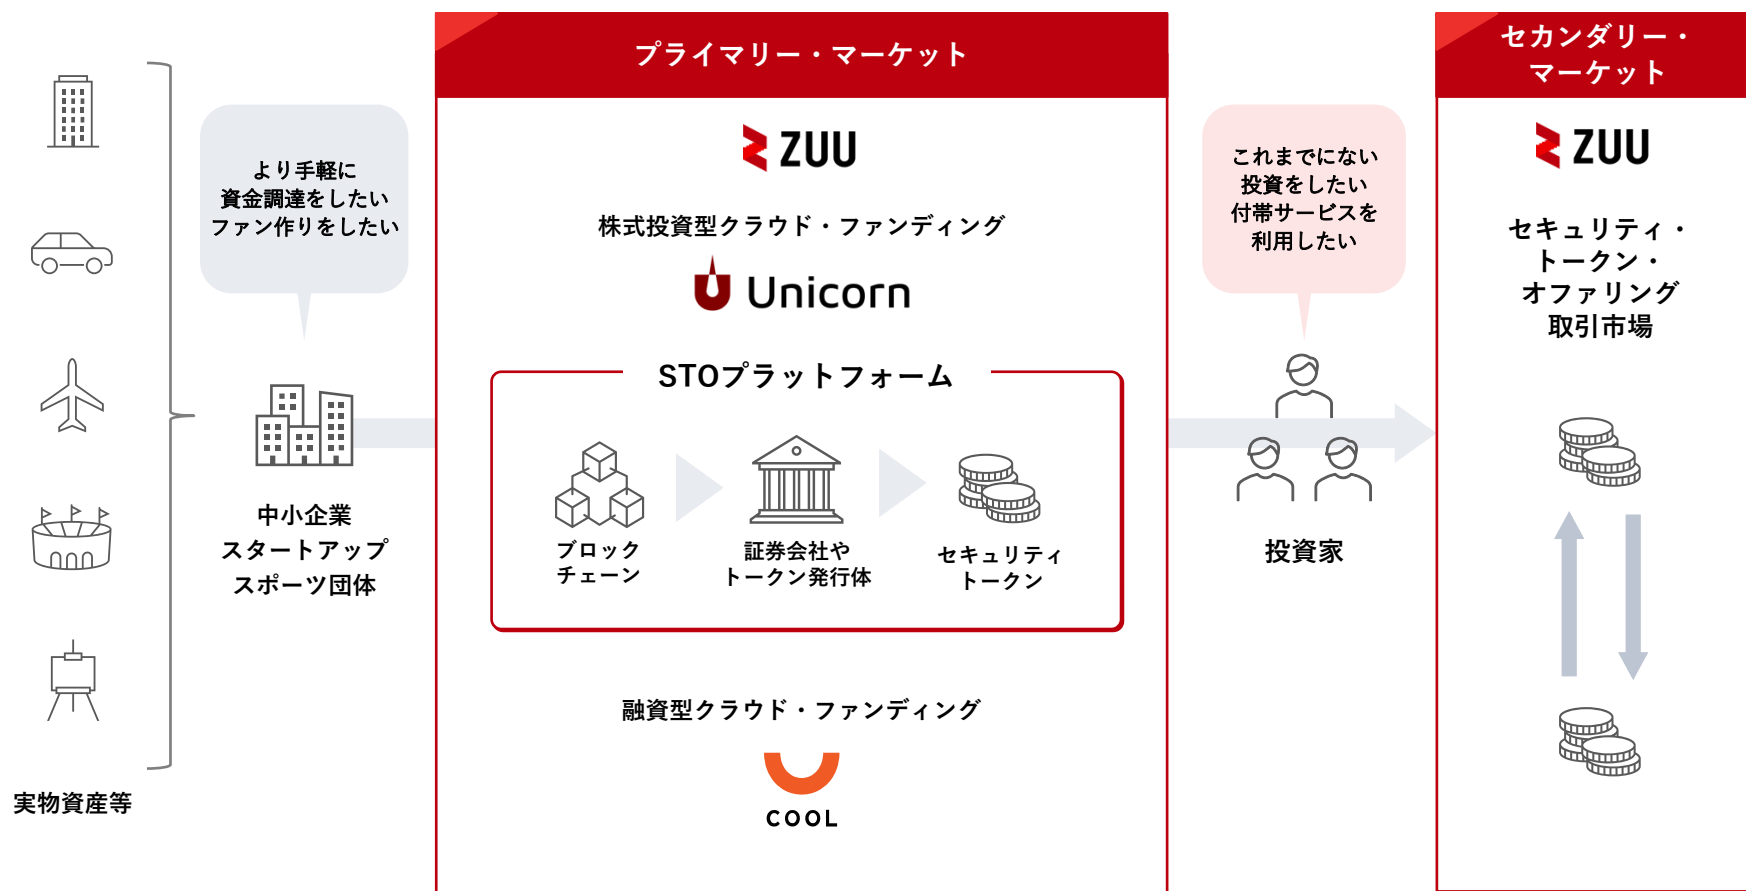 実物資産等
より手軽に
資金調達をしたい
ファン作りをしたい
中小企業
スタートアップ
スポーツ団体
プライマリー・マーケット
ZUU
株式投資型クラウド・ファンディング
Unicorn
STOプラットフォーム
ブロック
チェーン
証券会社や
トークン発行体
セキュリティ
トークン
融資型クラウド・ファンディング
COOL
これまでにない
投資をしたい
付帯サービスを
利用したい
投資家
セカンダリー・
マーケット
ZUU
セキュリティ・
トークン・
オファリング
取引市場